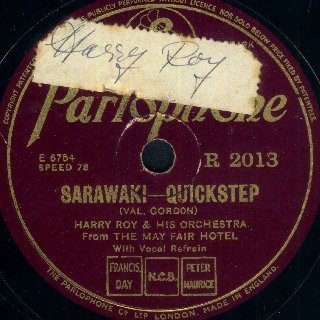 Harry Roy
Parlophone
E 6754
SPEED 78
R 2013
SARAWAKI—QUICKSTEP
(VAL. GORDON)
HARRY ROY & HIS ORCHESTRA
From THE MAY FAIR HOTEL
With Vocal Refrain
FRANCIS,
DAY
N.C.B.
PETER
MAURICE
THE PARLOPHONE Co LTD LONDON. MADE IN ENGLAND.